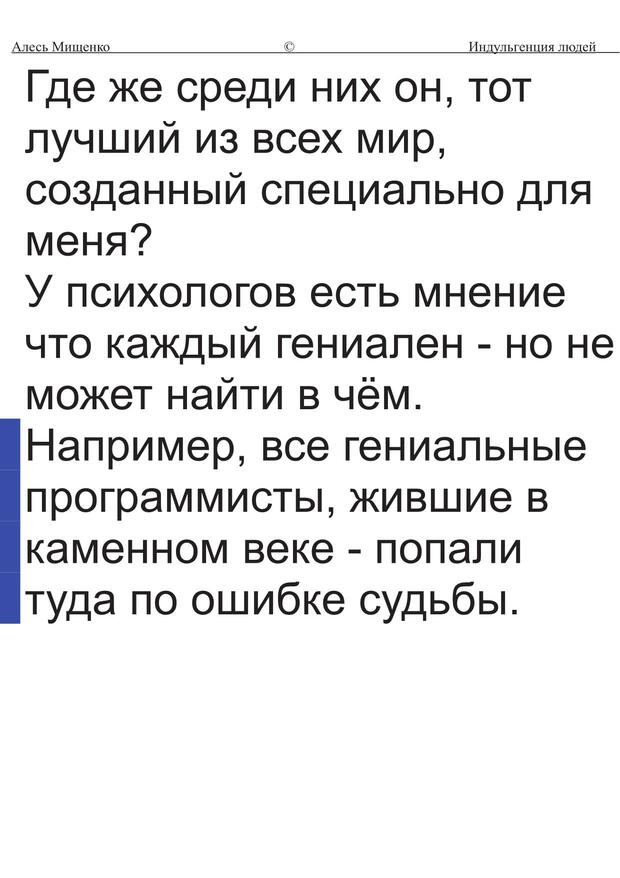 Алесь Мищенко © Индульгенция людей
Где же среди них он, тот
лучший из всех мир,
созданный специально для
меня?
У психологов есть мнение
что каждый гениален - но не
может найти в чём.
Например, все гениальные
программисты, жившие в
каменном веке - попали
туда по ошибке судьбы.